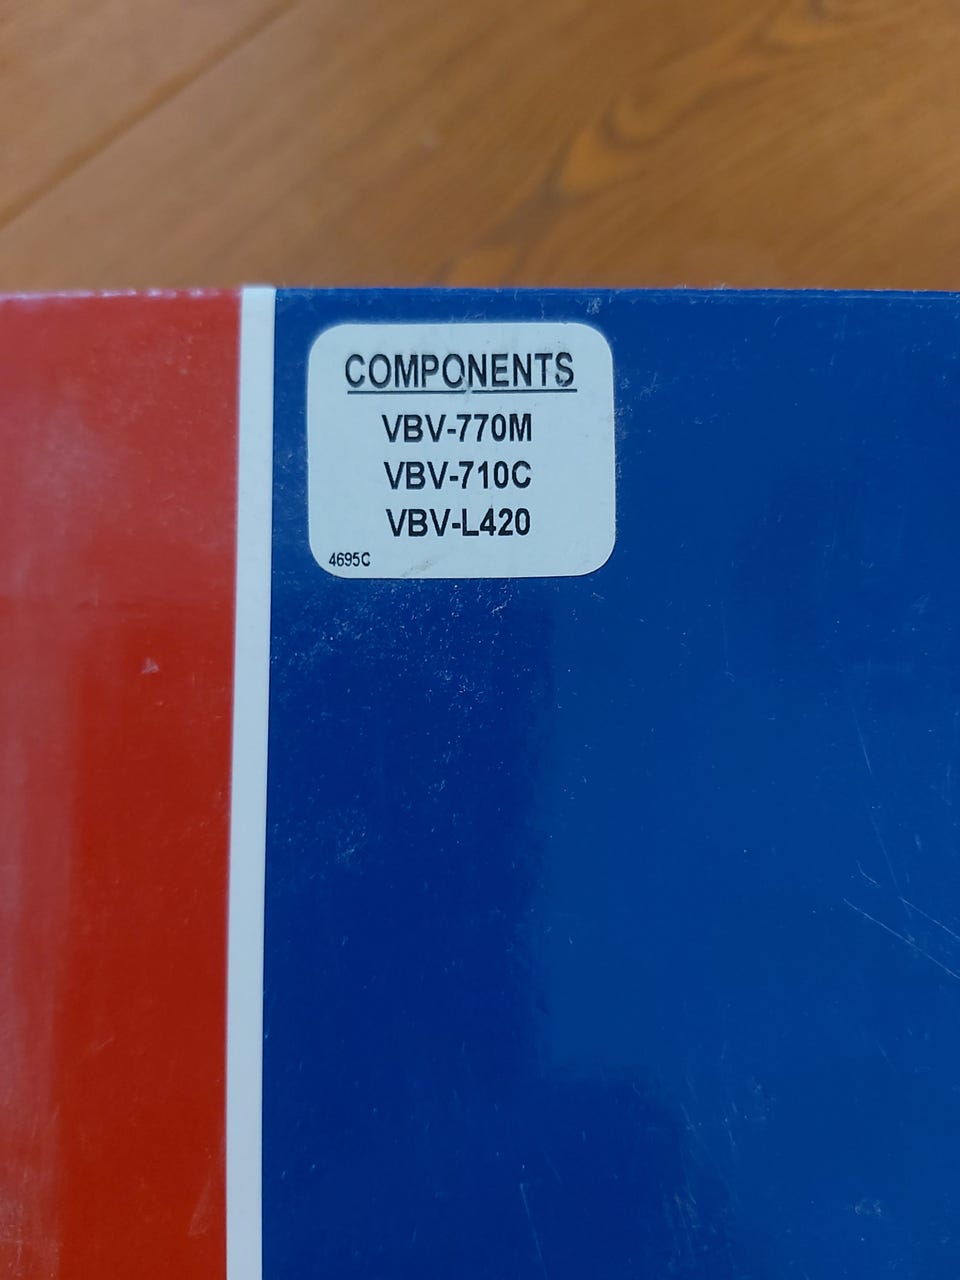 COMPONENTS
VBV-770M
VBV-710C
VBV-L420
4695C